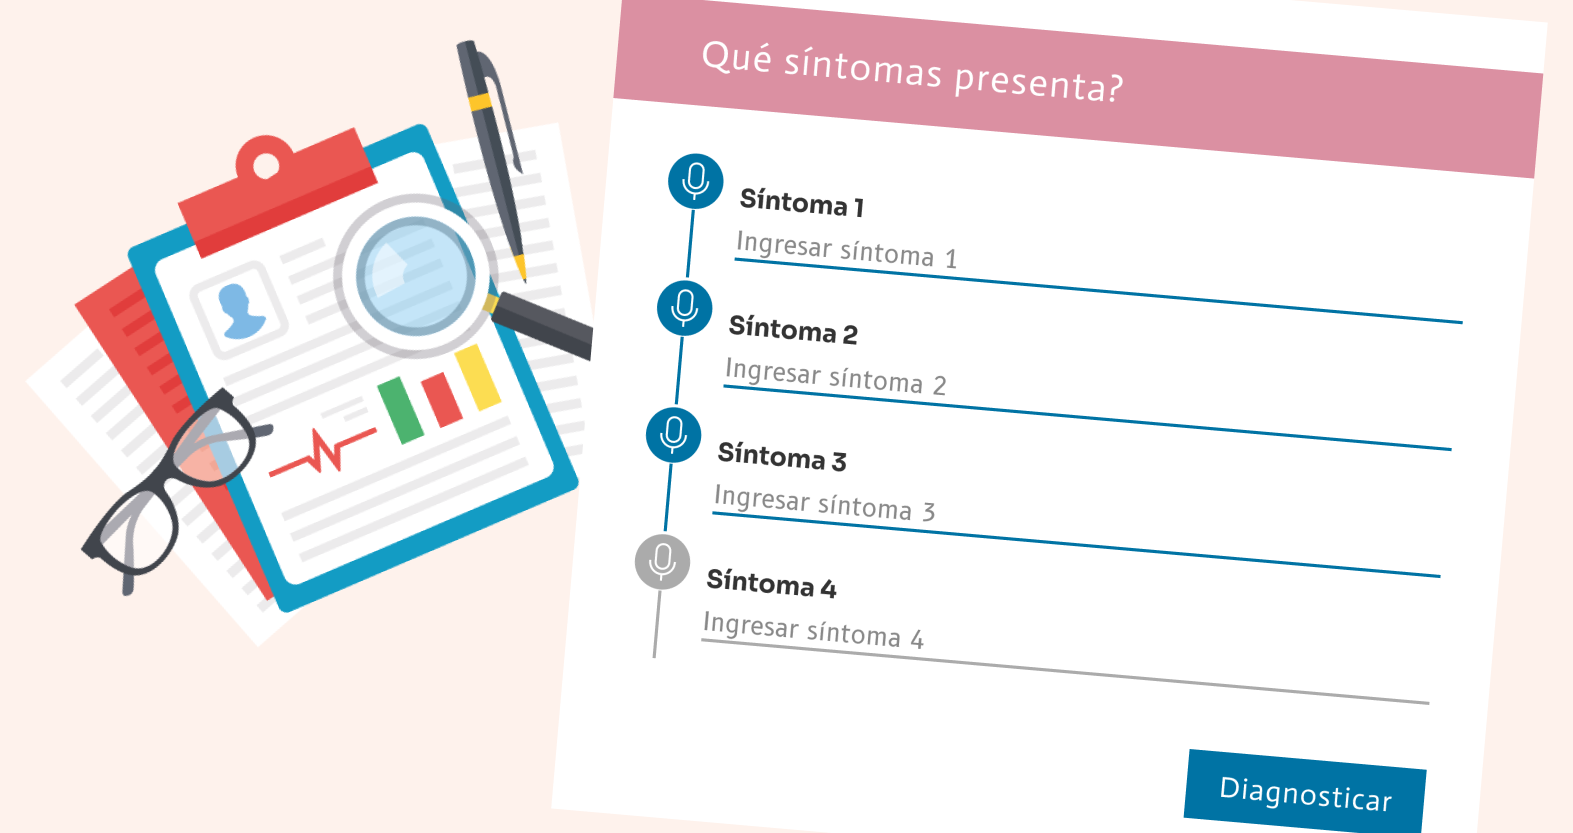 Qué síntomas presenta?
Síntoma 1
Ingresar síntoma 1
Síntoma 2
Ingresar síntoma 2
Síntoma 3
Ingresar síntoma 3
Síntoma 4
Ingresar síntoma 4
Diagnosticar